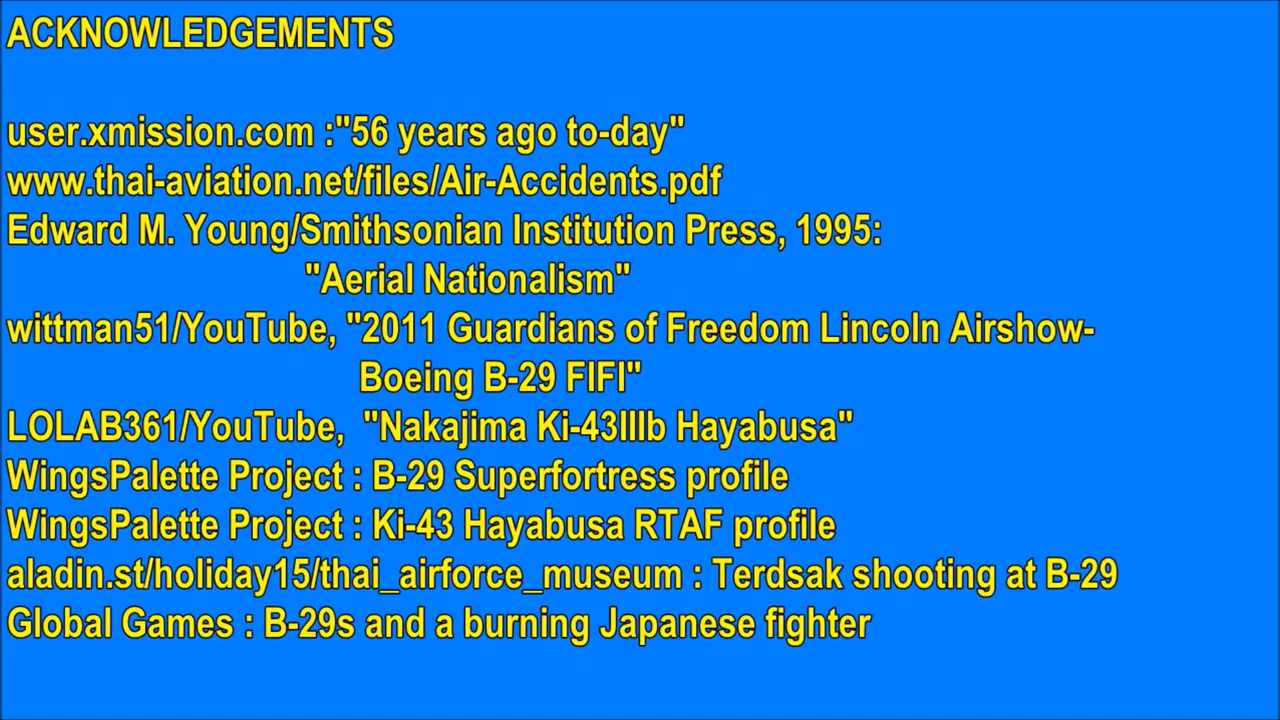 ACKNOWLEDGEMENTS
user.xmission.com :"56 years ago to-day"
www.thai-aviation.net/files/Air-Accidents.pdf
Edward M. Young/Smithsonian Institution Press, 1995:
"Aerial Nationalism"
wittman51/YouTube, "2011 Guardians of Freedom Lincoln Airshow-
Boeing B-29 FIFI"
LOLAB361/YouTube, "Nakajima Ki-43IIIb Hayabusa"
WingsPalette Project : B-29 Superfortress profile
WingsPalette Project : Ki-43 Hayabusa RTAF profile
aladin.st/holiday15/thai_airforce_museum : Terdsak shooting at B-29
Global Games : B-29s and a burning Japanese fighter